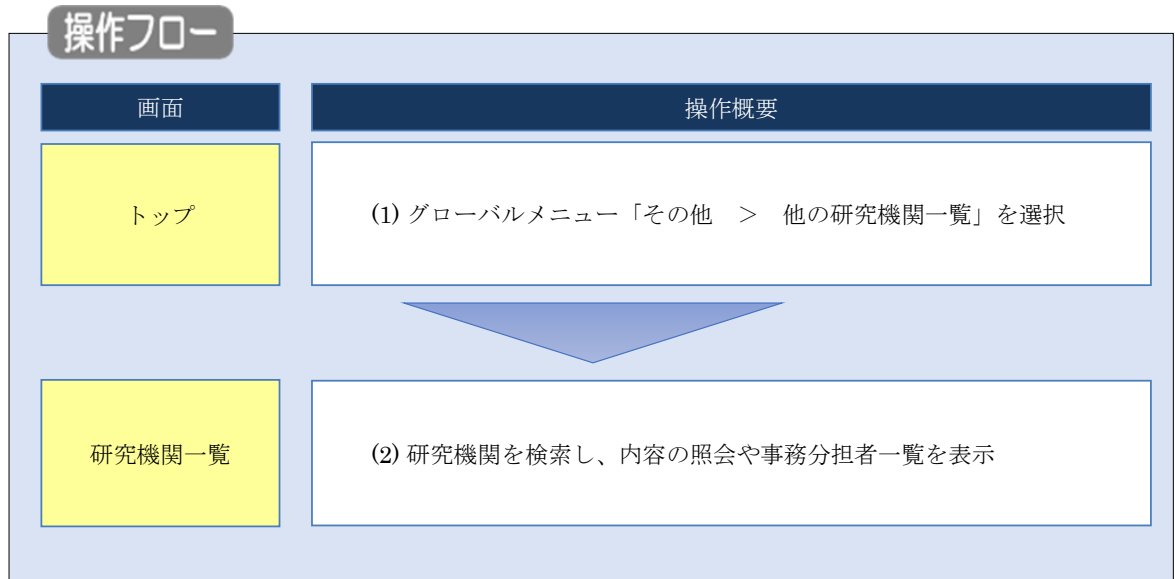 操作フロー
画面
操作概要
トップ
(1) グローバルメニュー「その他　＞　他の研究機関一覧」を選択
研究機関一覧
(2) 研究機関を検索し、内容の照会や事務分担者一覧を表示